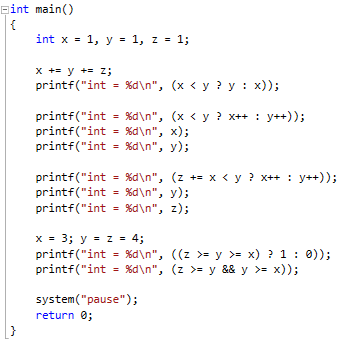 int main()
{
int x = 1, y = 1, z = 1;
x += y += z;
printf("int = %d\n", (x < y ? y : x));
printf("int = %d\n", (x < y ? x++ : y++));
printf("int = %d\n", x);
printf("int = %d\n", y);
printf("int = %d\n", (z += x < y ? x++ : y++));
printf("int = %d\n", y);
printf("int = %d\n", z);
x = 3; y = z = 4;
printf("int = %d\n", ((z >= y >= x) ? 1 : 0));
printf("int = %d\n", (z >= y && y >= x));
system("pause");
return 0;
}